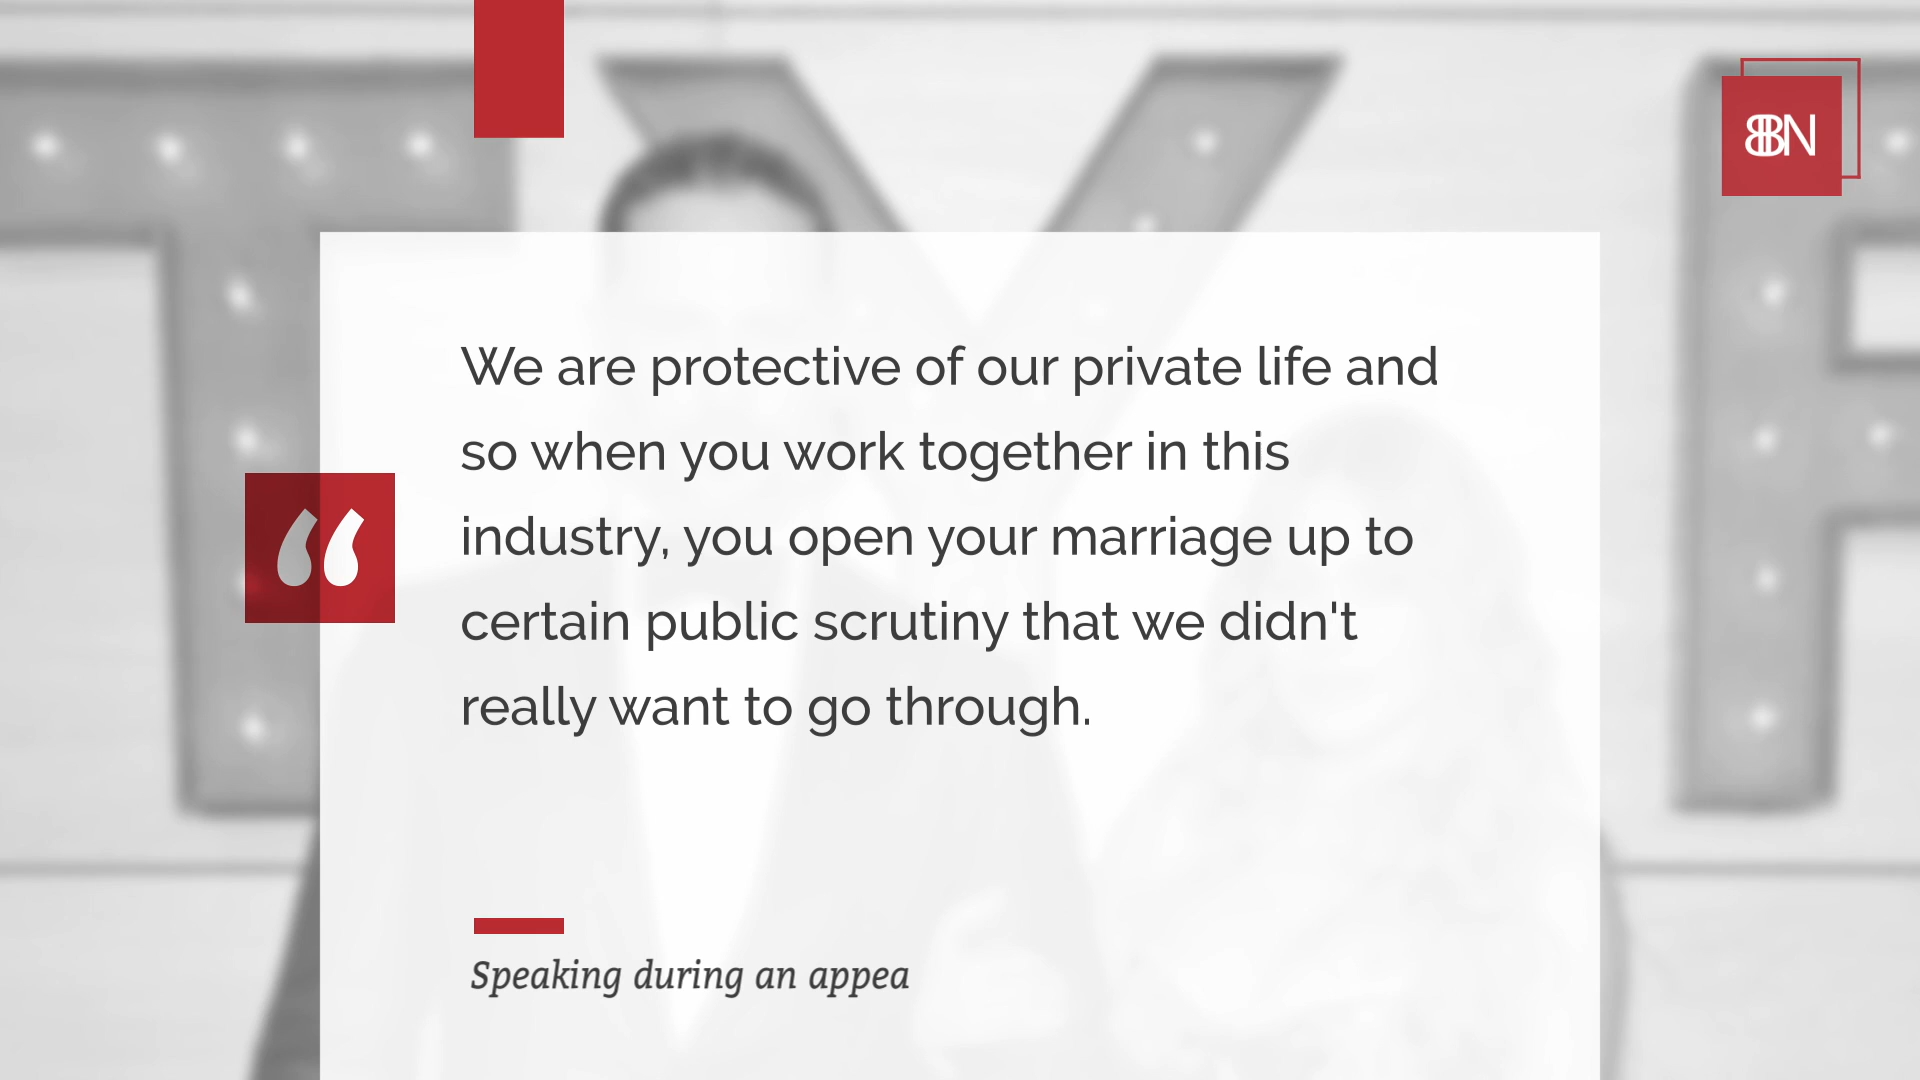 T Y F
BBN
We are protective of our private life and
so when you work together in this
industry, you open your marriage up to
certain public scrutiny that we didn't
really want to go through.
Speaking during an appea